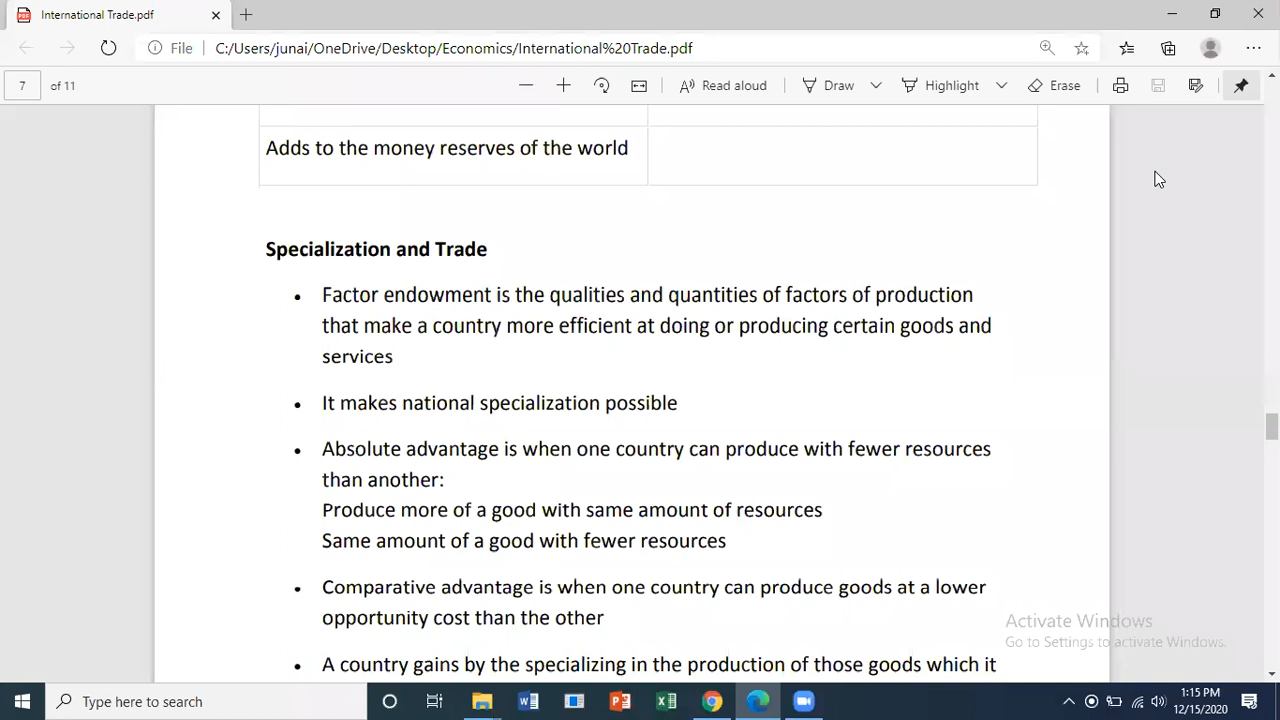 International Trade.pdf
File
C:/Users/junai/OneDrive/Desktop/Economics/International%20Trade.pdf
7 of 11
Read aloud
Draw
Highlight
Erase
Adds to the money reserves of the world
Specialization and Trade
• Factor endowment is the qualities and quantities of factors of production
that make a country more efficient at doing or producing certain goods and
services
• It makes national specialization possible
• Absolute advantage is when one country can produce with fewer resources
than another:
Produce more of a good with same amount of resources
Same amount of a good with fewer resources
• Comparative advantage is when one country can produce goods at a lower
opportunity cost than the other
• A country gains by the specializing in the production of those goods which it
Activate Windows
Go to Settings to activate Windows.
Type here to search
1:15 PM
12/15/2020